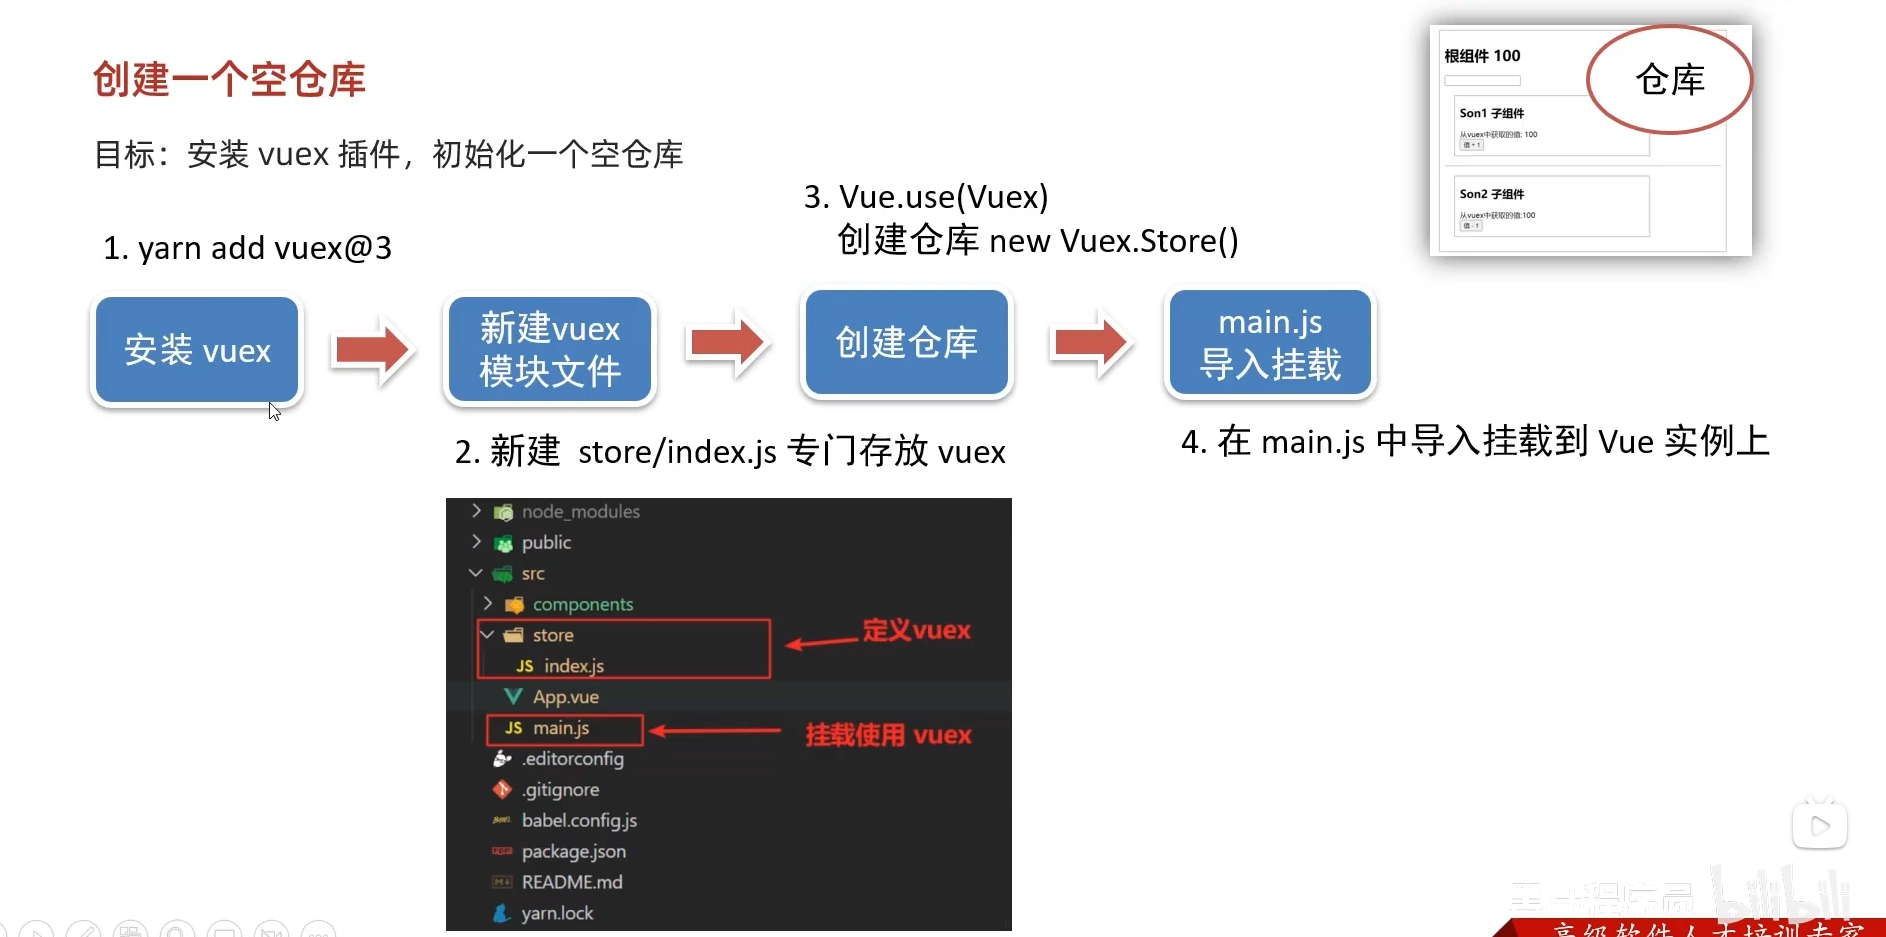 创建一个空仓库
目标：安装 vuex 插件，初始化一个空仓库
根组件 100
仓库
Son1 子组件
从vuex中获取的值: 100
值 + 1
Son2 子组件
从vuex中获取的值:100
值 - 1
1. yarn add vuex@3
3. Vue.use(Vuex)
创建仓库 new Vuex.Store()
安装 vuex
新建vuex
模块文件
创建仓库
main.js
导入挂载
2. 新建 store/index.js 专门存放 vuex
4. 在 main.js 中导入挂载到 Vue 实例上
node_modules
public
src
components
store
定义vuex
JS index.js
App.vue
JS main.js
挂载使用 vuex
.editorconfig
.gitignore
babel.config.js
package.json
README.md
yarn.lock
黑马程序员
bilibili
高级软件人才培训专家